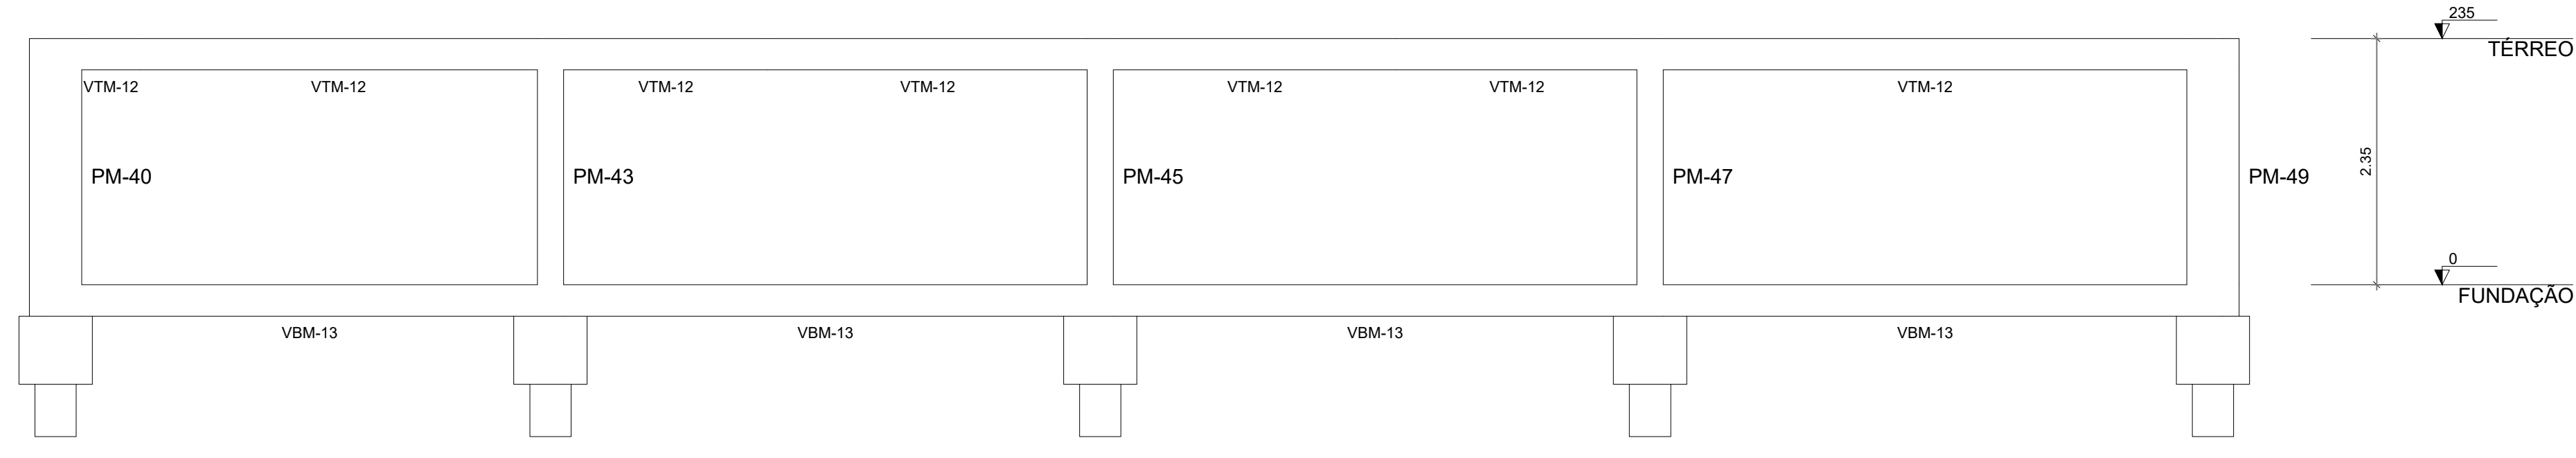 235
TÉRREO
VTM-12 VTM-12 VTM-12 VTM-12 VTM-12 VTM-12 VTM-12
2.35
PM-40 PM-43 PM-45 PM-47 PM-49
0
FUNDAÇÃO
VBM-13 VBM-13 VBM-13 VBM-13